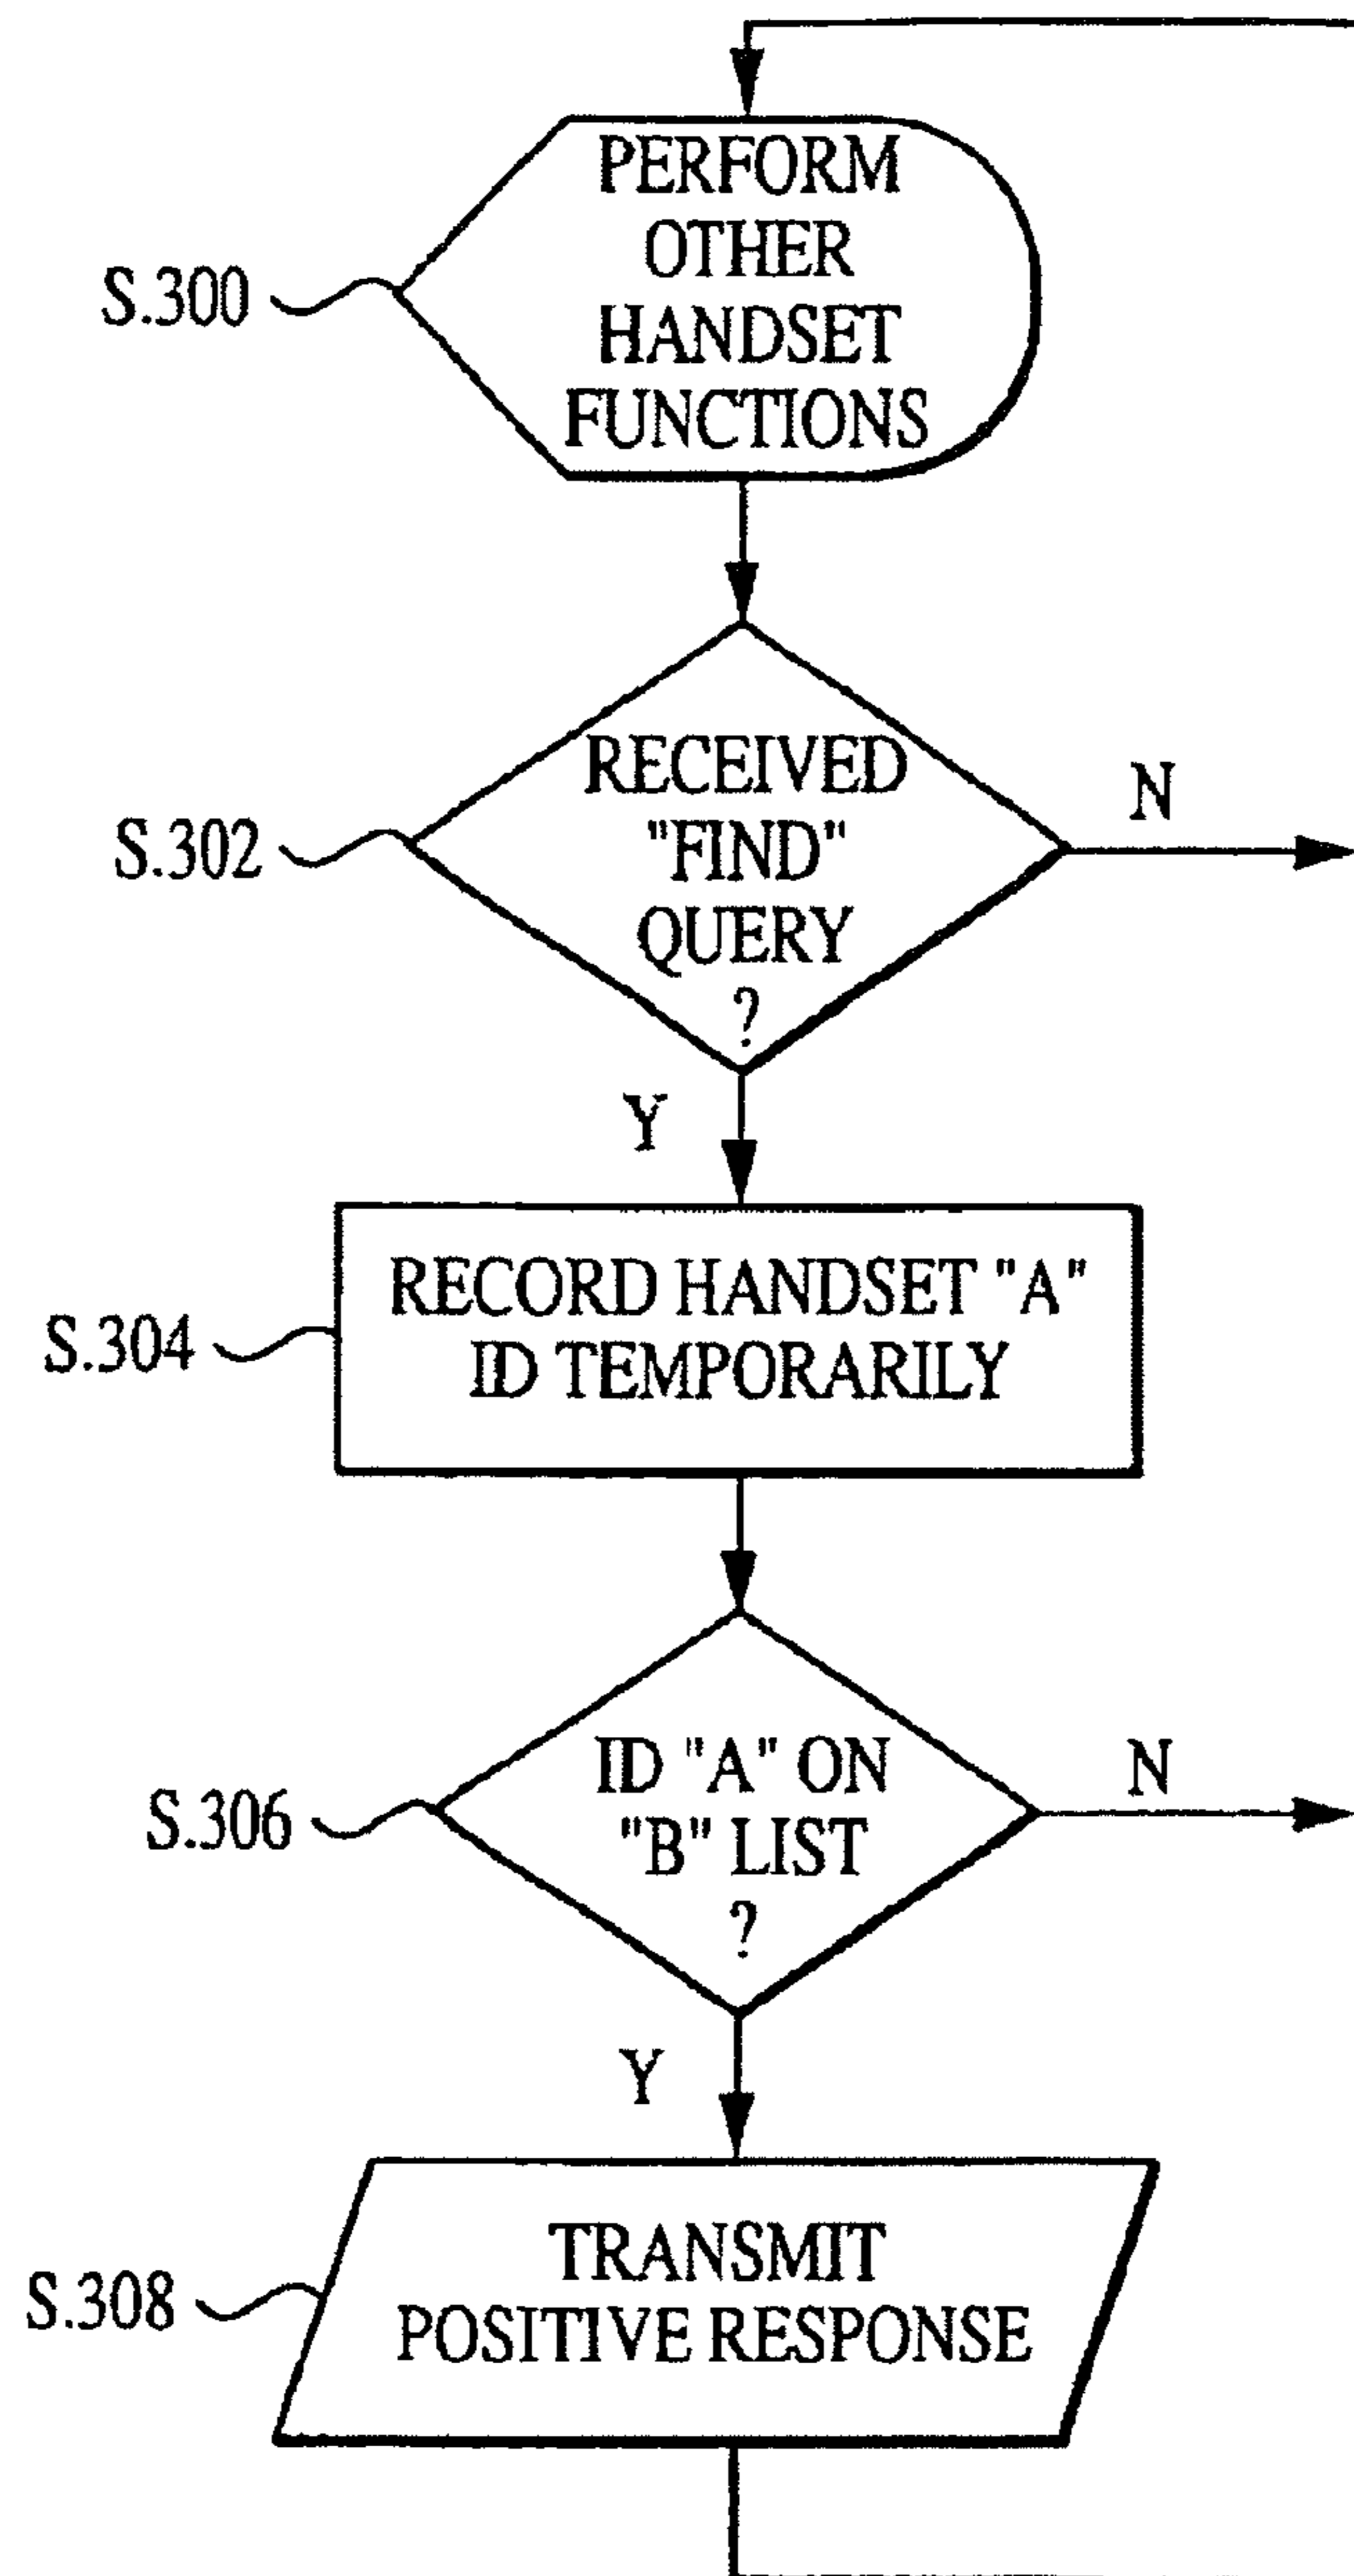 PERFORM
OTHER
HANDSET
FUNCTIONS
S.300
RECEIVED
"FIND"
QUERY
?
S.302
N
Y
RECORD HANDSET "A"
ID TEMPORARILY
S.304
ID "A" ON
"B" LIST
?
S.306
N
Y
TRANSMIT
POSITIVE RESPONSE
S.308